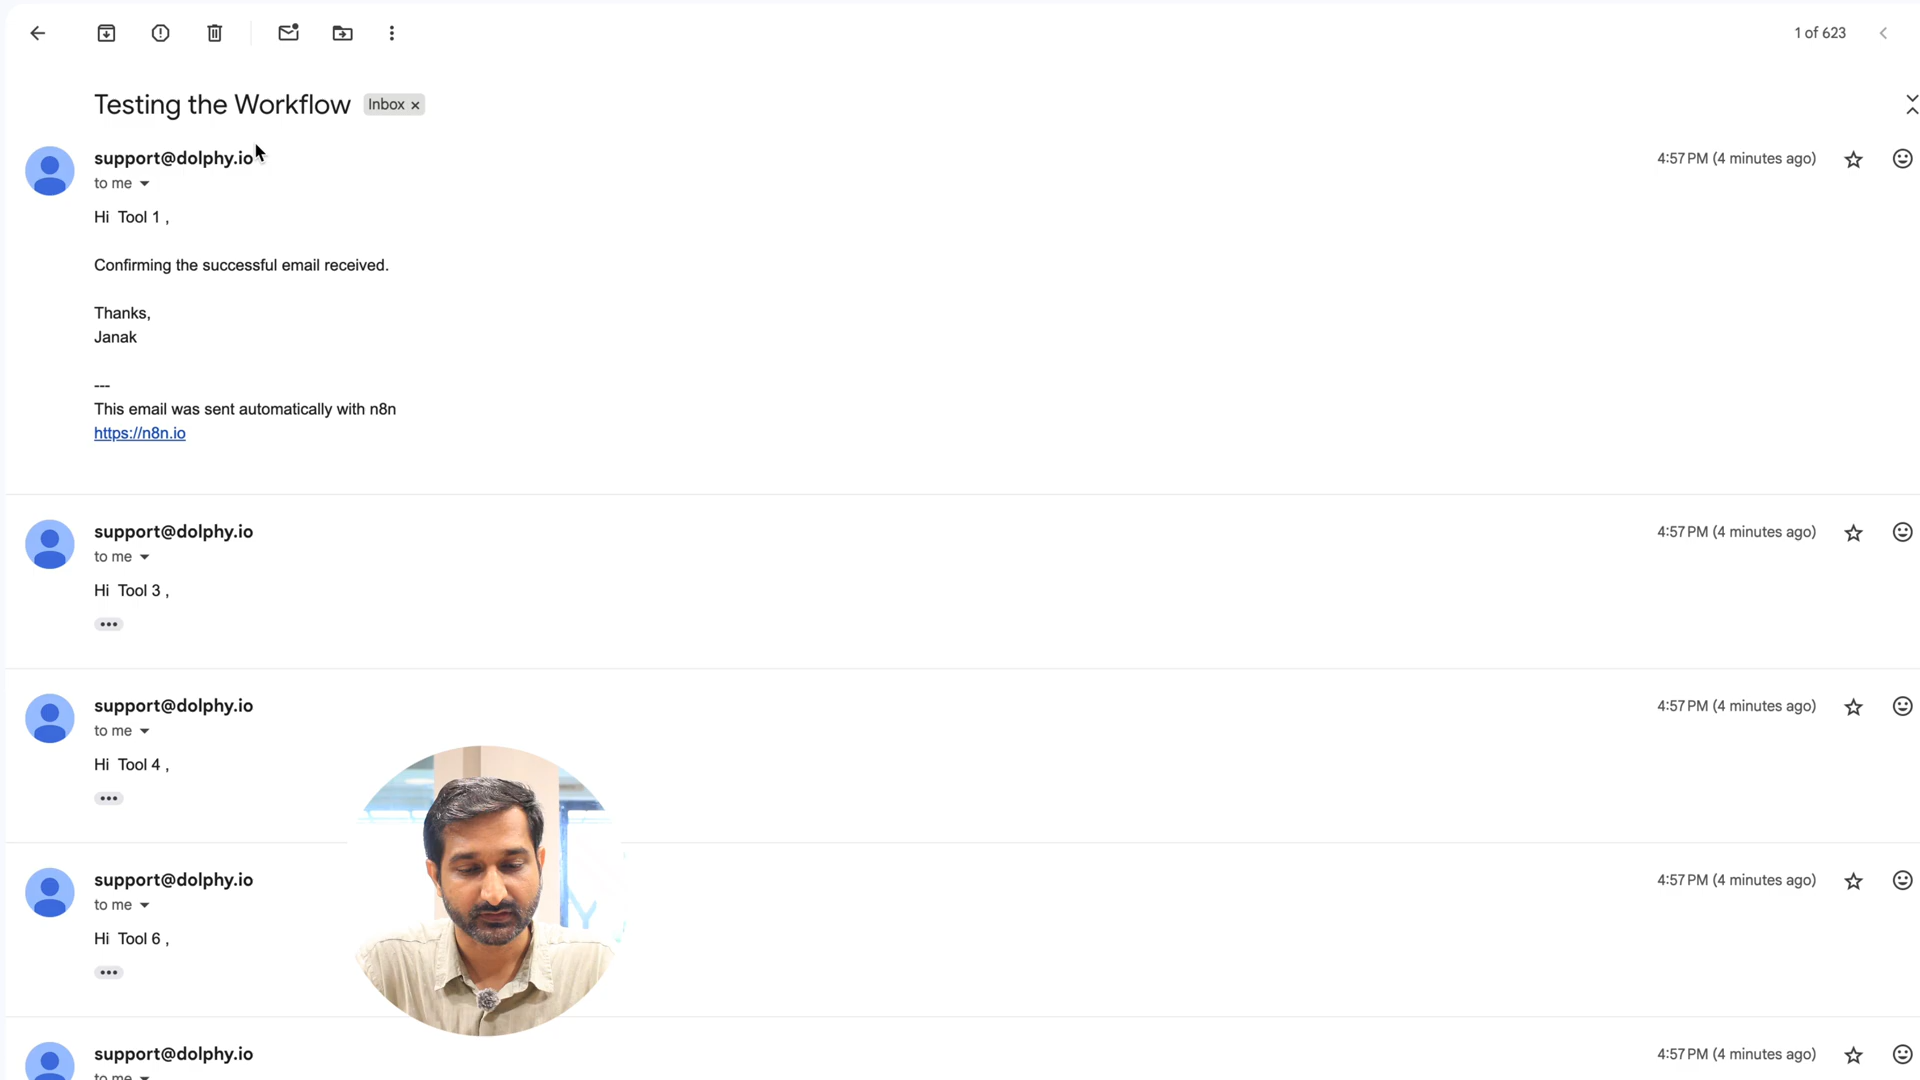 1 of 623
Testing the Workflow Inbox ×
support@dolphy.io 4:57 PM (4 minutes ago)
to me
Hi Tool 1 ,
Confirming the successful email received.
Thanks,
Janak
---
This email was sent automatically with n8n
https://n8n.io
support@dolphy.io 4:57 PM (4 minutes ago)
to me
Hi Tool 3 ,
support@dolphy.io 4:57 PM (4 minutes ago)
to me
Hi Tool 4 ,
support@dolphy.io 4:57 PM (4 minutes ago)
to me
Hi Tool 6 ,
support@dolphy.io 4:57 PM (4 minutes ago)
to me